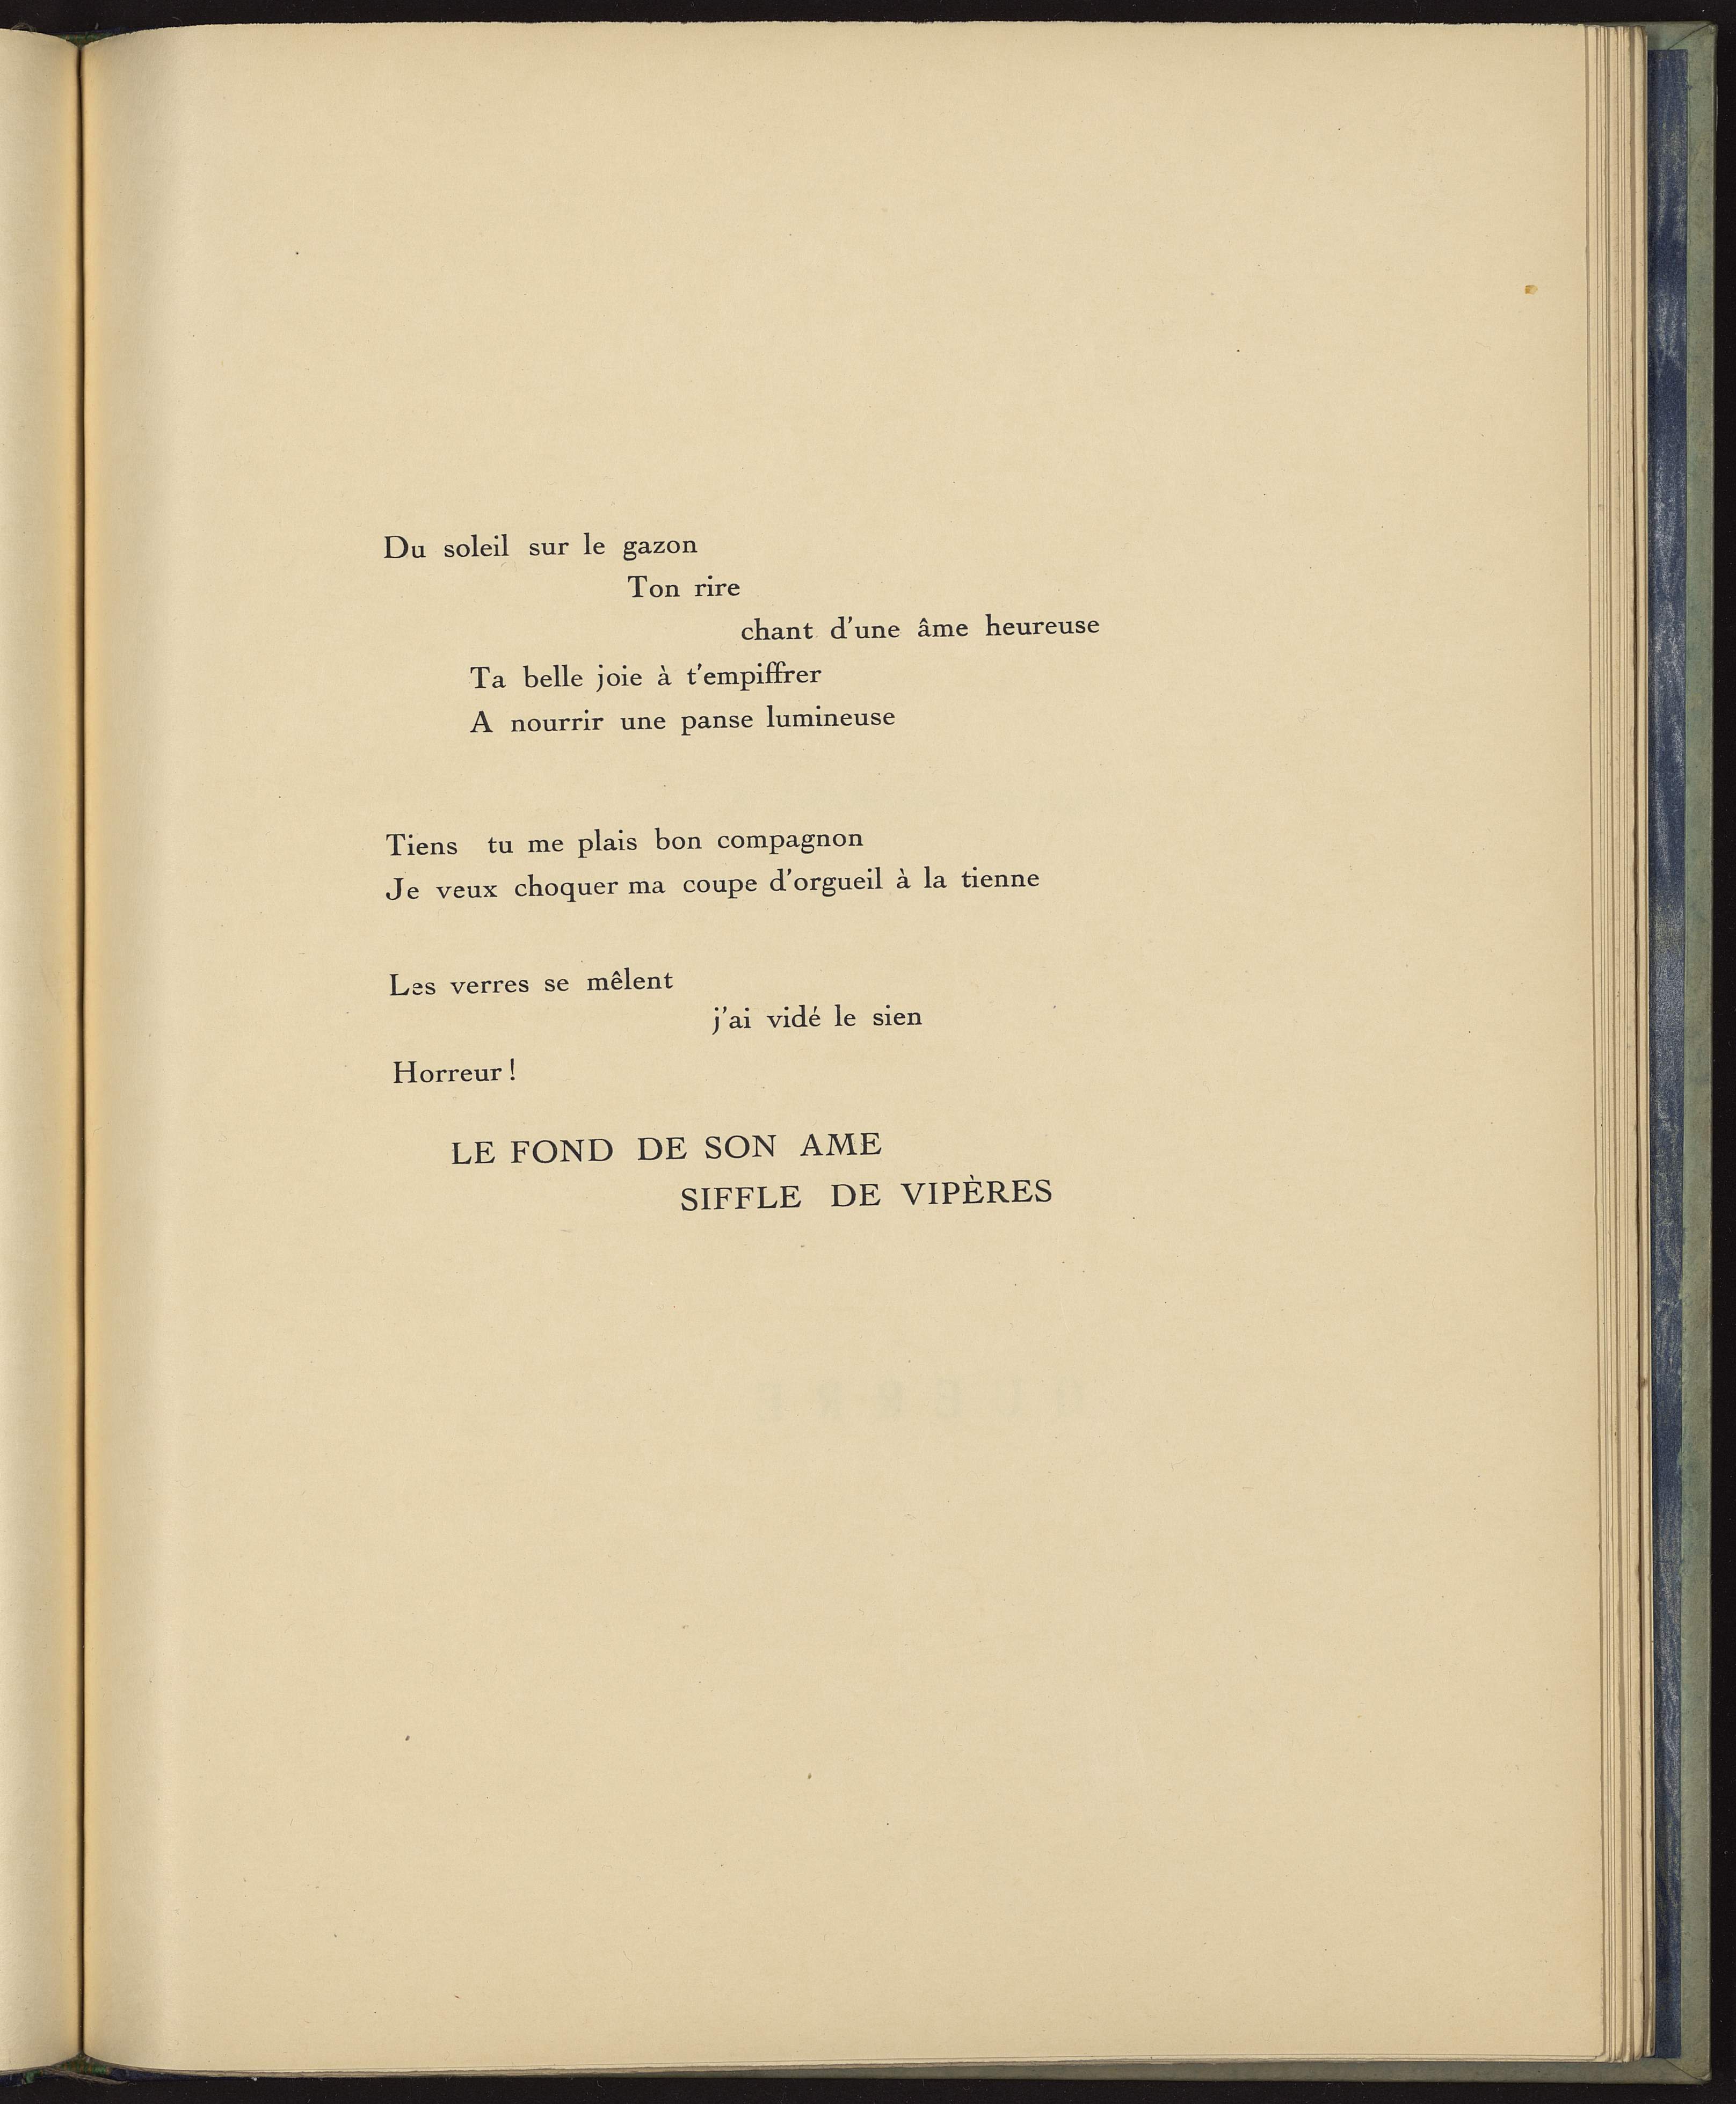 Du soleil sur le gazon
Ton rire
chant d'une âme heureuse
Ta belle joie à t'empiffrer
A nourrir une panse lumineuse
Tiens tu me plais bon compagnon
Je veux choquer ma coupe d'orgueil à la tienne
Les verres se mêlent
j'ai vidé le sien
Horreur !
LE FOND DE SON AME
SIFFLE DE VIPÈRES